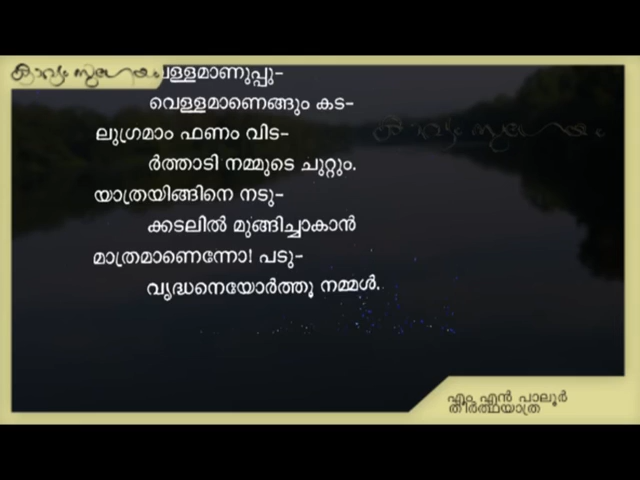 കാവ്യം സുഗേയം
വെള്ളമാണുപ്പു-
വെള്ളമാണെങ്ങും കട-
ലുഗ്രമാം ഫണം വിട-
ർത്താടി നമ്മുടെ ചുറ്റും.
കാവ്യം സുഗേയം
യാത്രയിങ്ങിനെ നടു-
ക്കടലിൽ മുങ്ങിച്ചാകാൻ
മാത്രമാണെന്നോ! പടു-
വൃദ്ധനെയോർത്തൂ നമ്മൾ.
എം എൻ പാലൂർ
തീർത്ഥയാത്ര